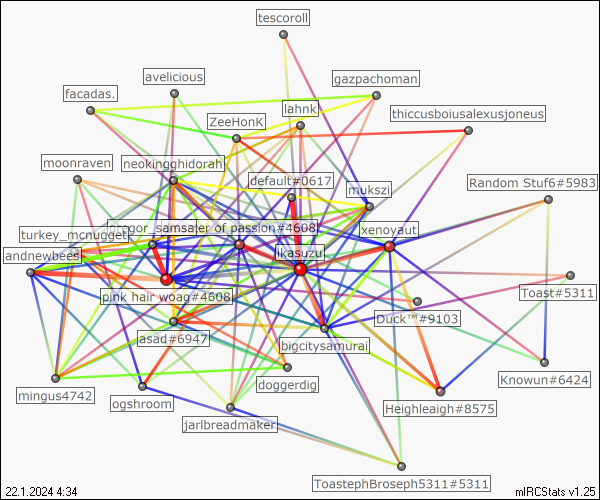 tescoroll
avelicious
gazpachoman
facadas.
lahnk
ZeeHonK
thiccusboiusalexusjoneus
moonraven
neokingghidorah
default#0617
mukszi
Random Stuf6#5983
of passion#4608
turkey_mcnugget
xenoyaut
andnewbees
ikasuzu
pink hair woag#4608
Toast#5311
Duck™#9103
asad#6947
bigcitysamurai
doggerdig
Knowun#6424
mingus4742
ogshroom
Heighleigh#8575
jarlbreadmaker
ToastephBroseph5311#5311
22.1.2024 4:34
mIRCStats v1.25